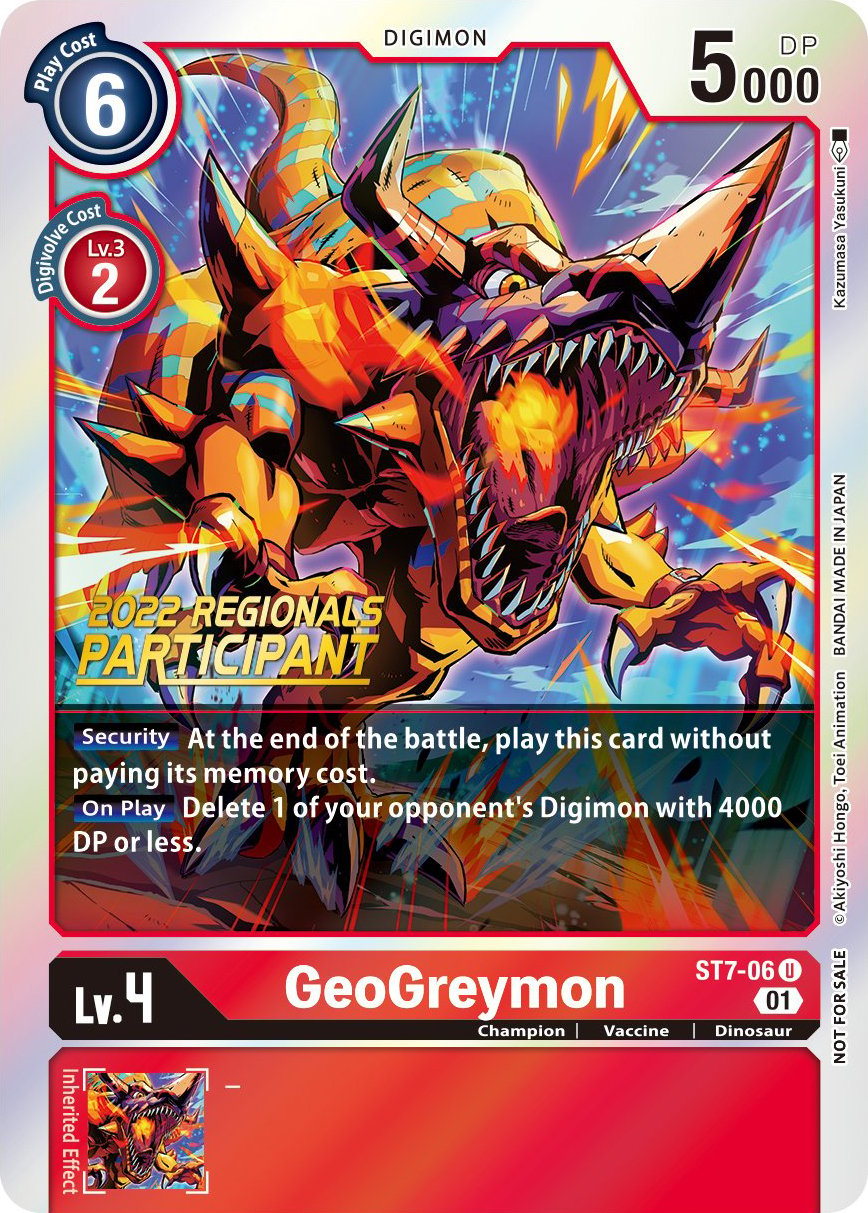 Play Cost
6
DIGIMON
DP
5000
Digivolve Cost
Lv.3
2
Kazumasa Yasukuni
2022 REGIONALS
PARTICIPANT
Security At the end of the battle, play this card without
paying its memory cost.
On Play Delete 1 of your opponent's Digimon with 4000
DP or less.
©Akiyoshi Hongo, Toei Animation BANDAI MADE IN JAPAN
NOT FOR SALE
Lv.4
GeoGreymon
ST7-06 U
01
Champion | Vaccine | Dinosaur
Inherited Effect
–